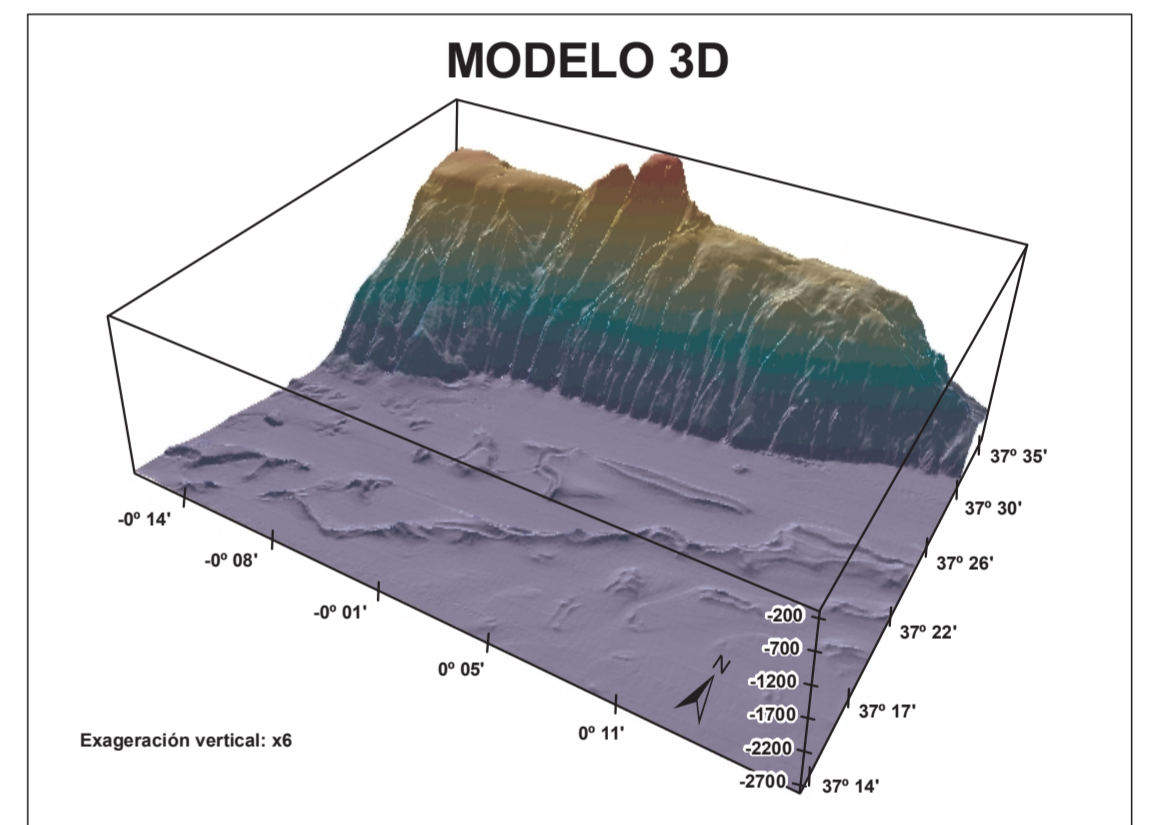 MODELO 3D
37º 35'
37º 30'
-0º 14'
-0º 08'
37º 26'
-0º 01'
-200
37º 22'
-700
0º 05'
N
-1200
-1700
37º 17'
0º 11'
Exageración vertical: x6
-2200
-2700
37º 14'